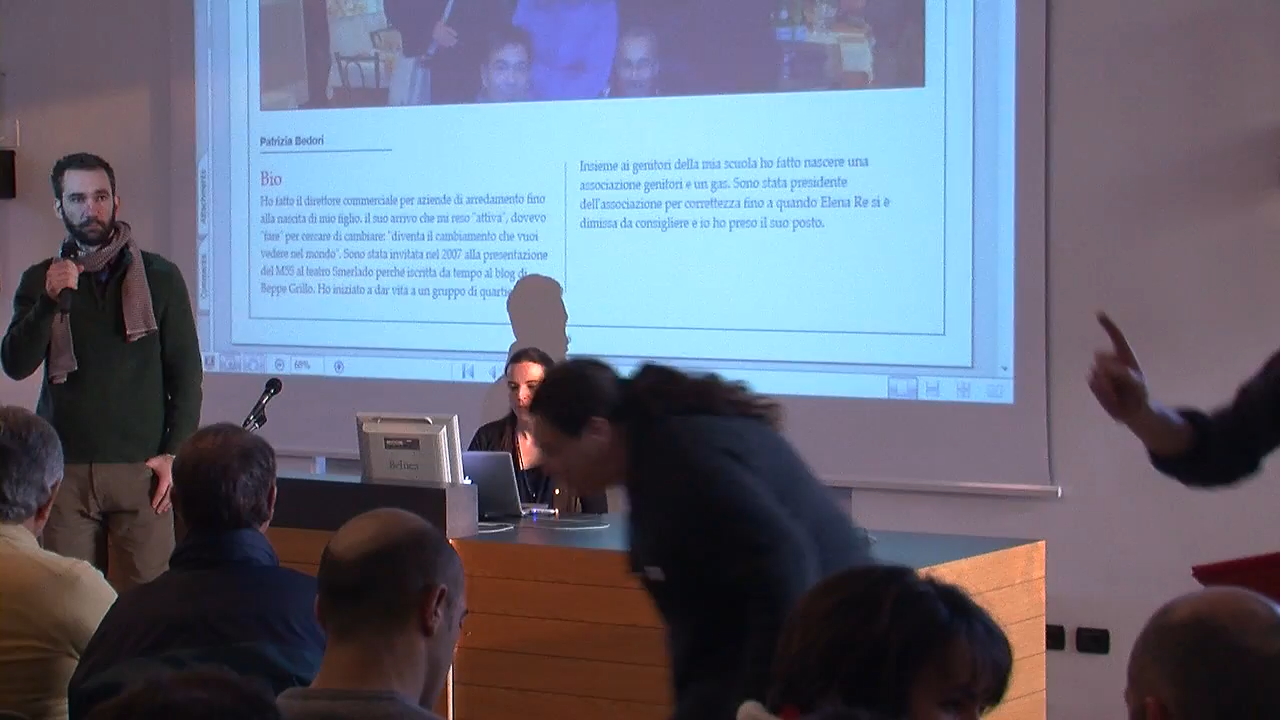 Patrizia Bedori
Bio
Ho fatto il direttore commerciale per aziende di arredamento fino
alla nascita di mio figlio. il suo arrivo che mi reso "attiva", dovevo
"fare" per cercare di cambiare: "diventa il cambiamento che vuoi
vedere nel mondo". Sono stata invitata nel 2007 alla presentazione
del M5S al teatro Smerlado perché iscritta da tempo al blog di
Beppe Grillo. Ho iniziato a dar vita a un gruppo di
Insieme ai genitori della mia scuola ho fatto nascere una
associazione genitori e un gas. Sono stata presidente
dell'associazione per correttezza fino a quando Elena Re si è
dimissa da consigliere e io ho preso il suo posto.
Attachments
Comments
68%
Belinea